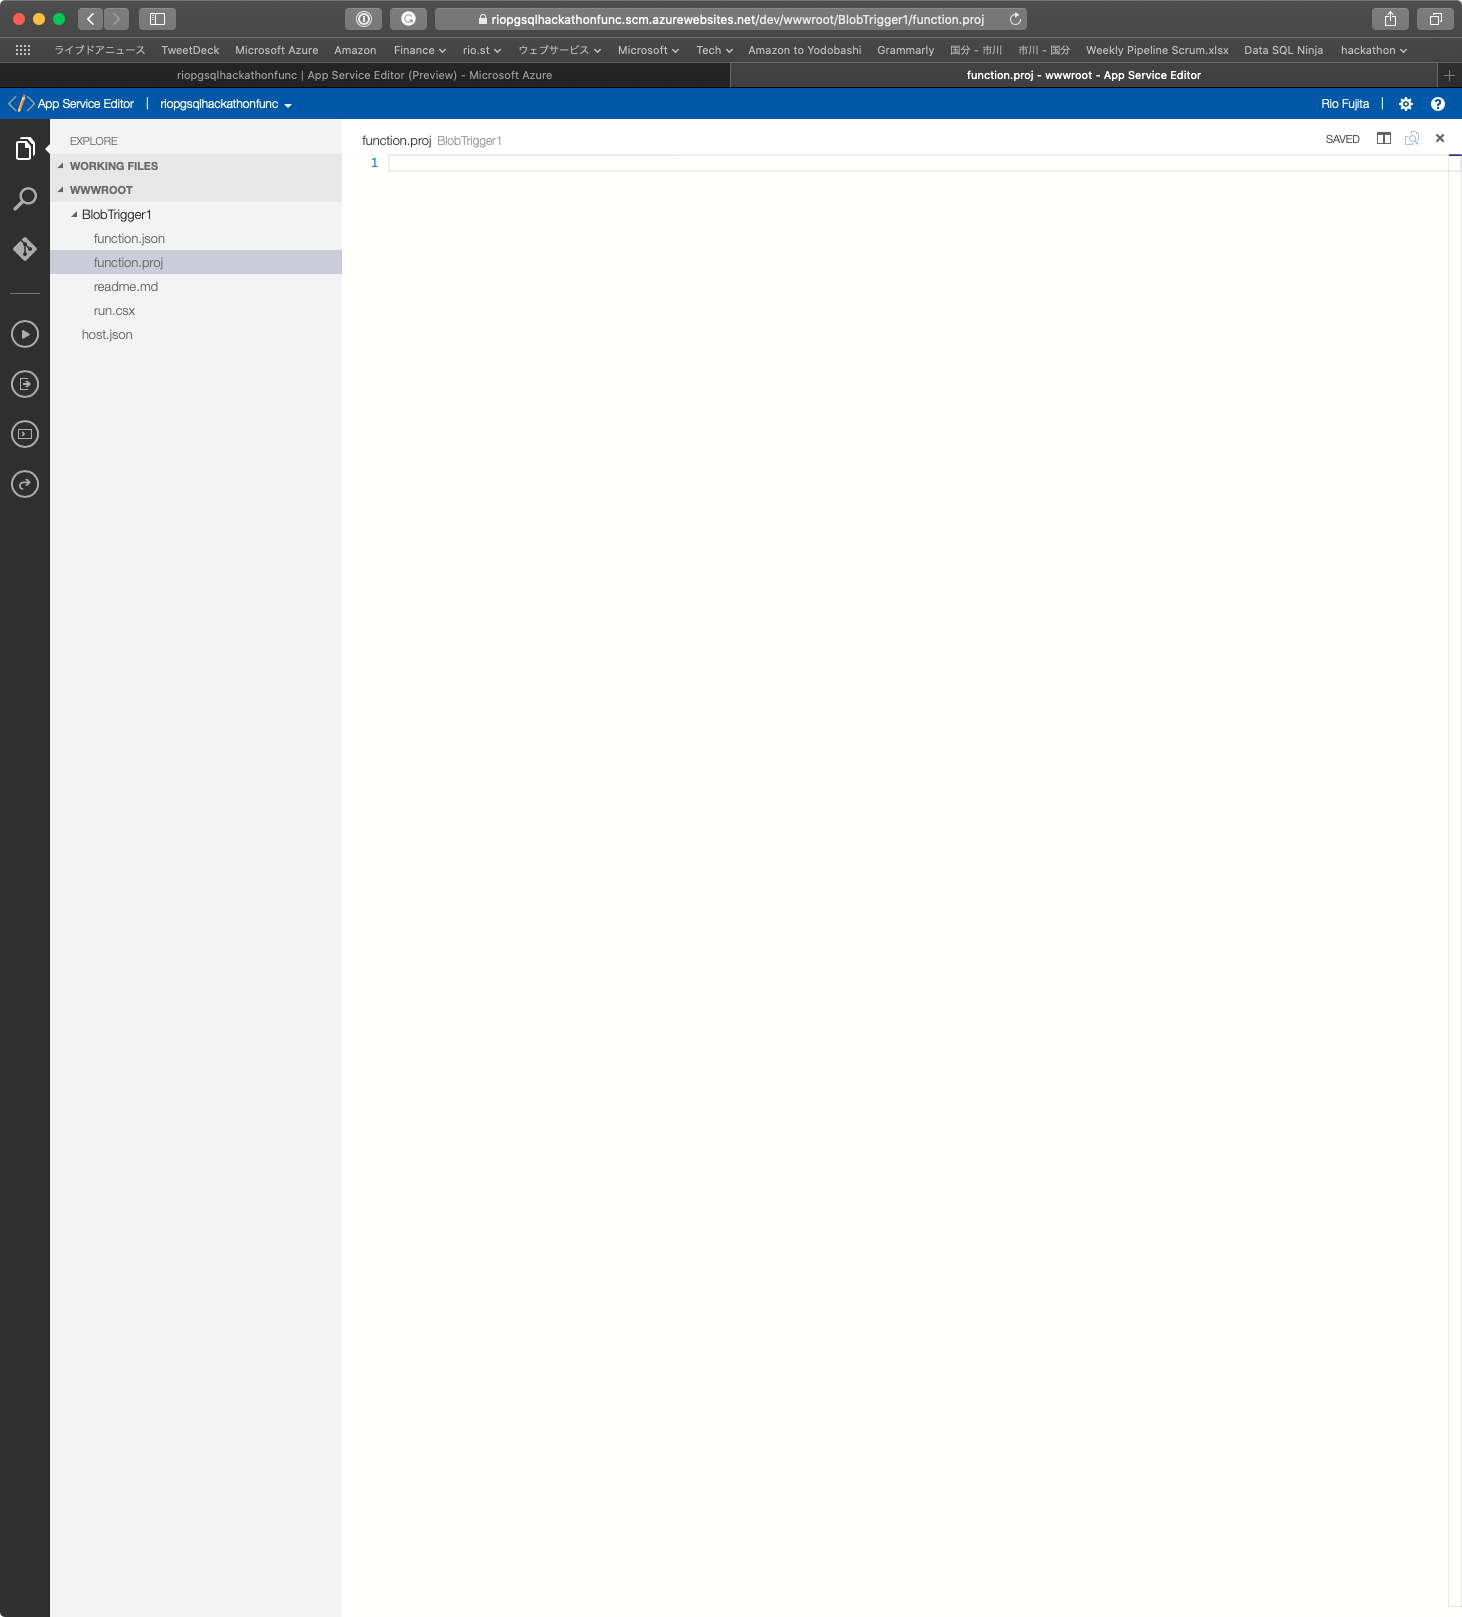 riopgsqlhackathonfunc.scm.azurewebsites.net/dev/wwwroot/BlobTrigger1/function.proj
ライブドアニュース TweetDeck Microsoft Azure Amazon Finance rio.st ウェブサービス Microsoft Tech Amazon to Yodobashi Grammarly 国分 - 市川 市川 - 国分 Weekly Pipeline Scrum.xlsx Data SQL Ninja hackathon
riopgsqlhackathonfunc | App Service Editor (Preview) - Microsoft Azure function.proj - wwwroot - App Service Editor
App Service Editor | riopgsqlhackathonfunc Rio Fujita |
EXPLORE
WORKING FILES
WWWROOT
BlobTrigger1
function.json
function.proj
readme.md
run.csx
host.json
function.proj BlobTrigger1 SAVED
1